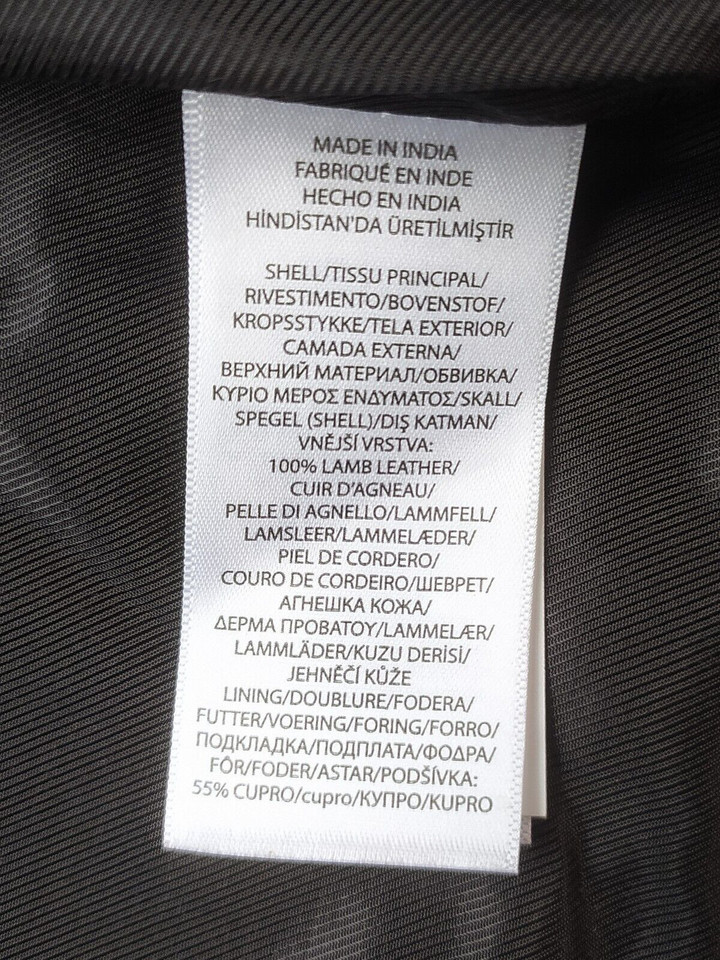 MADE IN INDIA
FABRIQUÉ EN INDE
HECHO EN INDIA
HİNDİSTAN'DA ÜRETİLMİŞTİR
SHELL/TISSU PRINCIPAL/
RIVESTIMENTO/BOVENSTOF/
KROPSSTYKKE/TELA EXTERIOR/
CAMADA EXTERNA/
ВЕРХНИЙ МАТЕРИАЛ/ОБВИВКА/
ΚΥΡΙΟ ΜΕΡΟΣ ΕΝΔΥΜΑΤΟΣ/SKALL/
SPEGEL (SHELL)/DIŞ KATMAN/
VNĚJŠÍ VRSTVA:
100% LAMB LEATHER/
CUIR D'AGNEAU/
PELLE DI AGNELLO/LAMMFELL/
LAMSLEER/LAMMELÆDER/
PIEL DE CORDERO/
COURO DE CORDEIRO/ШЕВРЕТ/
АГНЕШКА КОЖА/
ΔΕΡΜΑ ΠΡΟΒΑΤΟΥ/LAMMELÆR/
LAMMLÄDER/KUZU DERİSİ/
JEHNĚČÍ KŮŽE
LINING/DOUBLURE/FODERA/
FUTTER/VOERING/FORING/FORRO/
ПОДКЛАДКА/ПОДПЛАТА/ΦΟΔΡΑ/
FÔR/FODER/ASTAR/PODŠÍVKA:
55% CUPRO/cupro/КУПРО/KUPRO